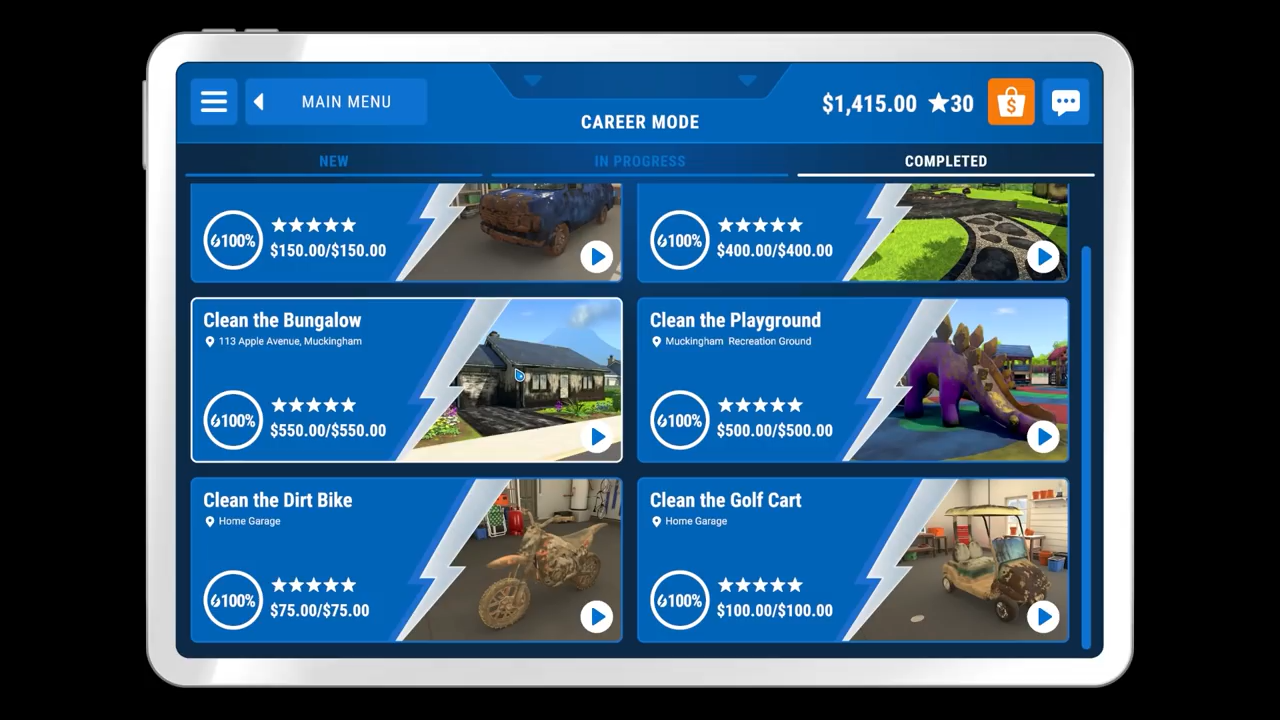 MAIN MENU
CAREER MODE
$1,415.00 ★30
$
NEW
IN PROGRESS
COMPLETED
100%
$150.00/$150.00
100%
$400.00/$400.00
Clean the Bungalow
113 Apple Avenue, Muckingham
100%
$550.00/$550.00
Clean the Playground
Muckingham Recreation Ground
100%
$500.00/$500.00
Clean the Dirt Bike
Home Garage
100%
$75.00/$75.00
Clean the Golf Cart
Home Garage
100%
$100.00/$100.00